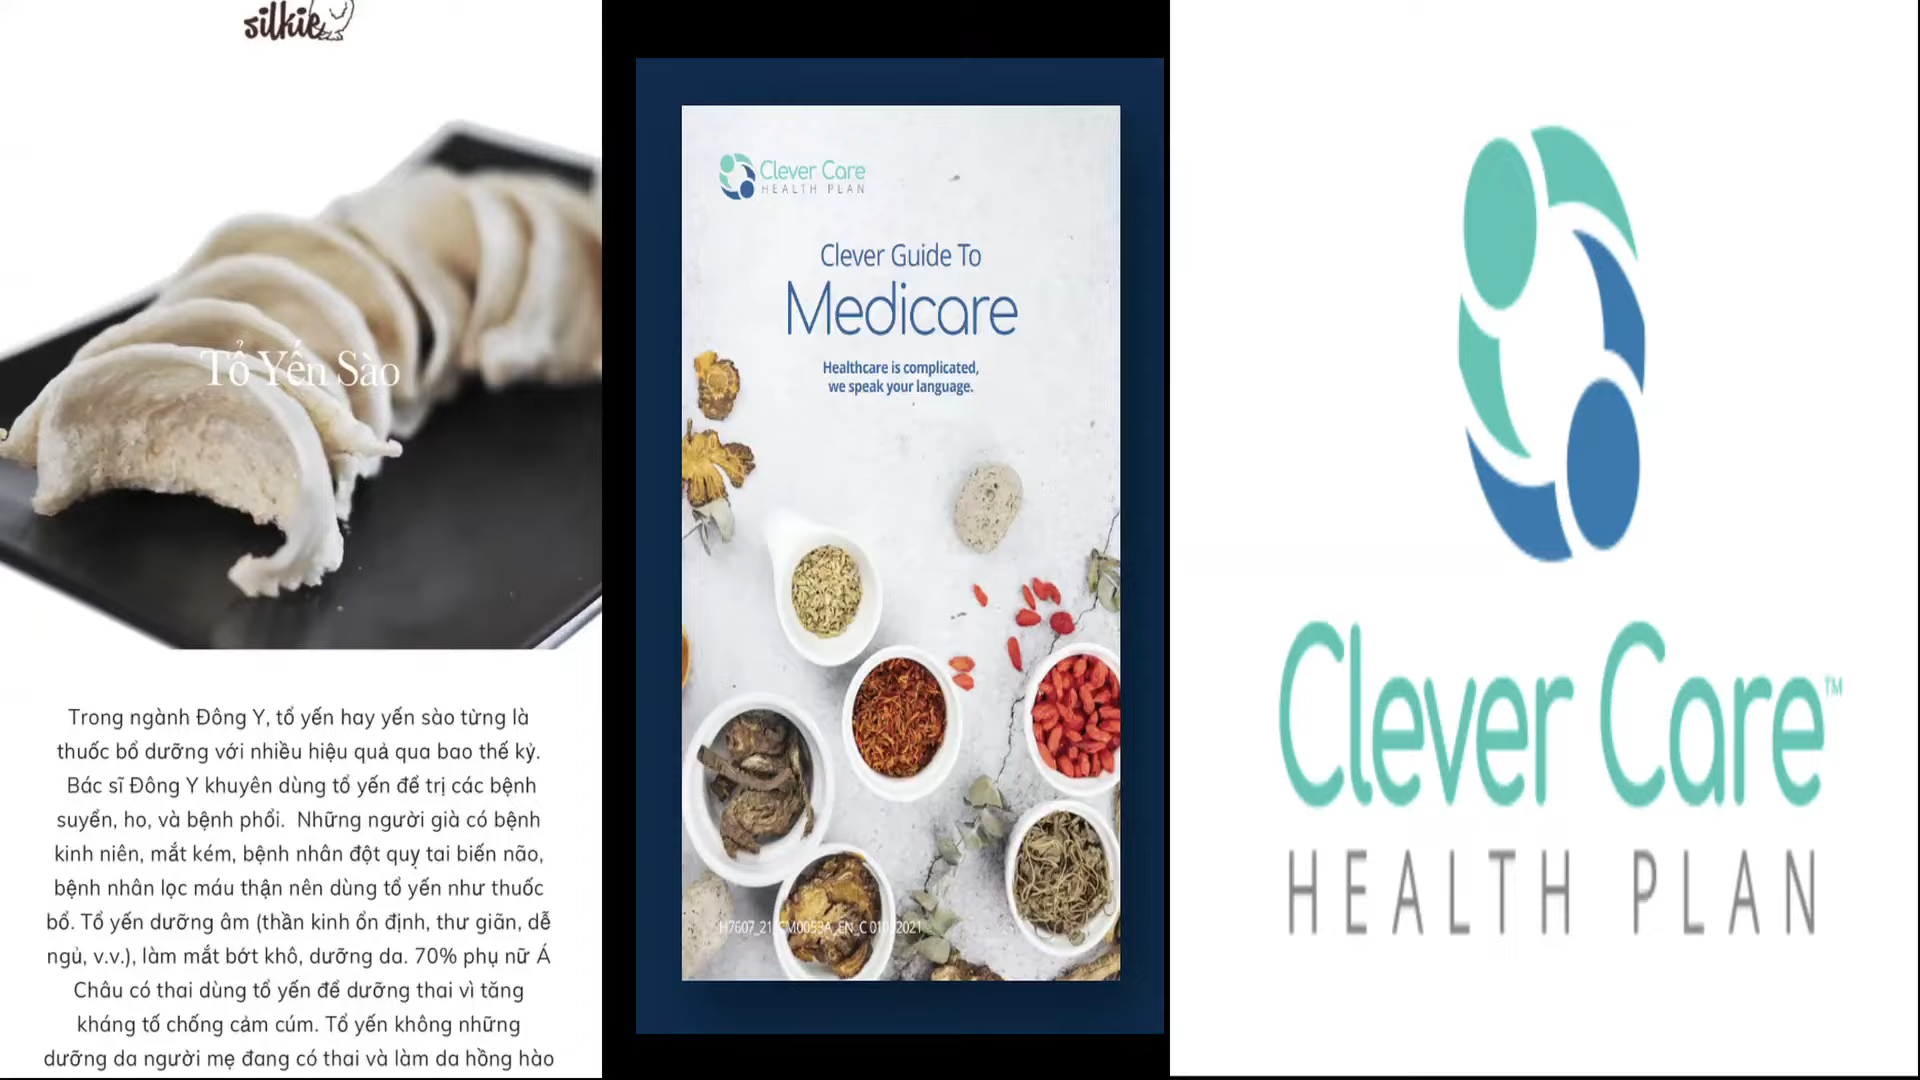 silkie
Tổ Yến Sào
Trong ngành Đông Y, tổ yến hay yến sào từng là
thuốc bổ dưỡng với nhiều hiệu quả qua bao thế kỷ.
Bác sĩ Đông Y khuyên dùng tổ yến để trị các bệnh
suyển, ho, và bệnh phổi. Những người già có bệnh
kinh niên, mắt kém, bệnh nhân đột quỵ tai biến não,
bệnh nhân lọc máu thận nên dùng tổ yến như thuốc
bổ. Tổ yến dưỡng âm (thần kinh ổn định, thư giãn, dễ
ngủ, v.v.), làm mắt bớt khô, dưỡng da. 70% phụ nữ Á
Châu có thai dùng tổ yến để dưỡng thai vì tăng
kháng tố chống cảm cúm. Tổ yến không những
dưỡng da người mẹ đang có thai và làm da hồng hào
Clever Care
HEALTH PLAN
Clever Guide To
Medicare
Healthcare is complicated,
we speak your language.
Clever Care™
HEALTH PLAN